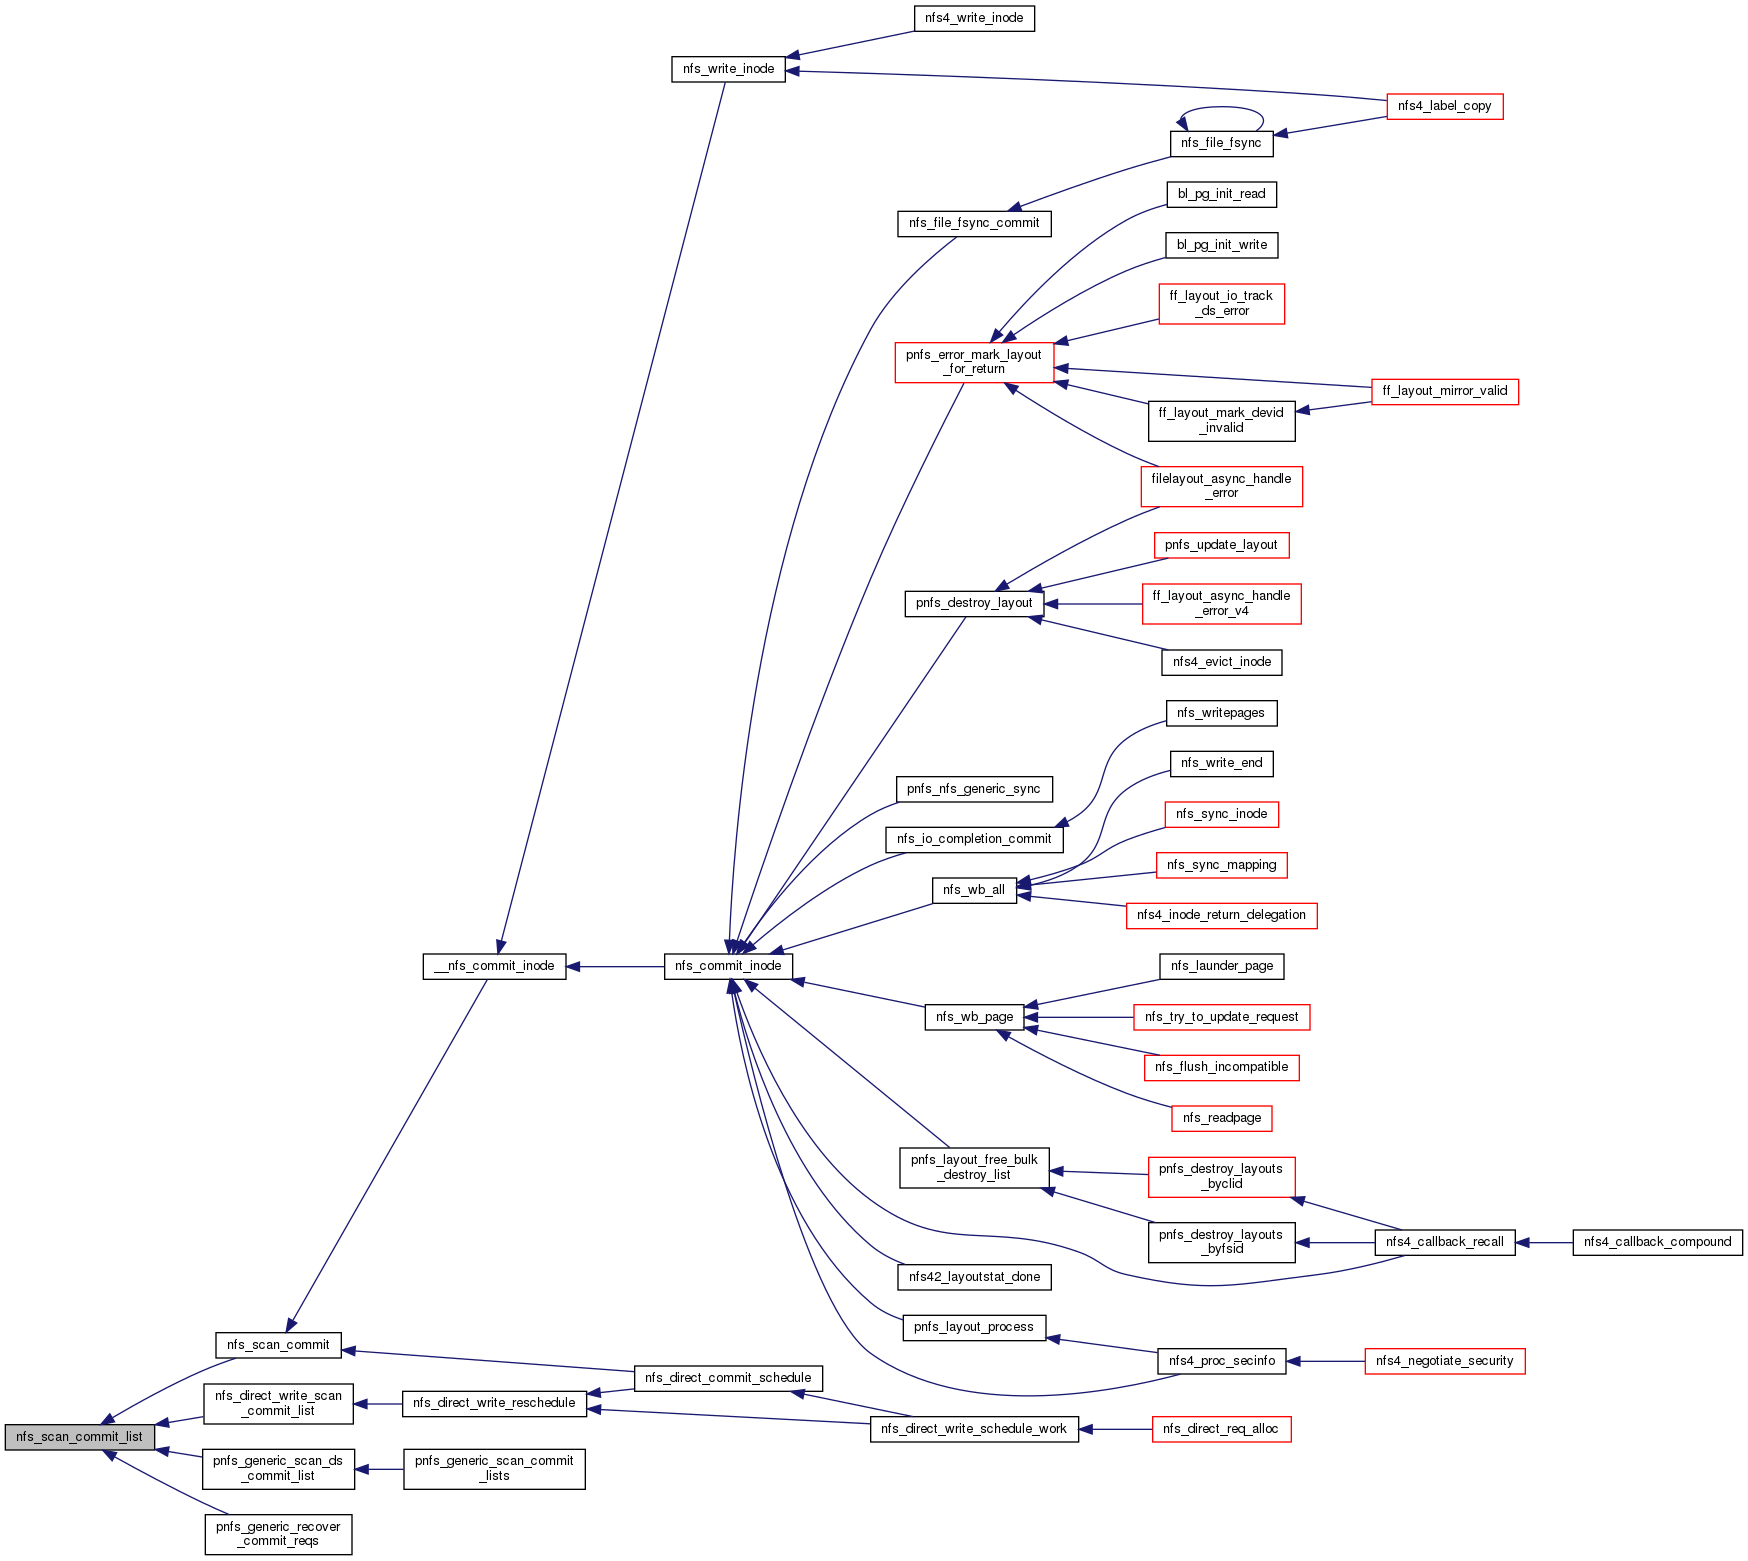 nfs4_write_inode
nfs_write_inode
nfs4_label_copy
nfs_file_fsync
bl_pg_init_read
nfs_file_fsync_commit
bl_pg_init_write
ff_layout_io_track
_ds_error
pnfs_error_mark_layout
_for_return
ff_layout_mirror_valid
ff_layout_mark_devid
_invalid
filelayout_async_handle
_error
pnfs_update_layout
pnfs_destroy_layout
ff_layout_async_handle
_error_v4
nfs4_evict_inode
nfs_writepages
nfs_write_end
pnfs_nfs_generic_sync
nfs_sync_inode
nfs_io_completion_commit
nfs_sync_mapping
nfs_wb_all
nfs4_inode_return_delegation
__nfs_commit_inode
nfs_commit_inode
nfs_launder_page
nfs_wb_page
nfs_try_to_update_request
nfs_flush_incompatible
nfs_readpage
pnfs_layout_free_bulk
_destroy_list
pnfs_destroy_layouts
_byclid
pnfs_destroy_layouts
_byfsid
nfs4_callback_recall
nfs4_callback_compound
nfs42_layoutstat_done
pnfs_layout_process
nfs_scan_commit
nfs4_proc_secinfo
nfs4_negotiate_security
nfs_direct_commit_schedule
nfs_direct_write_scan
_commit_list
nfs_direct_write_reschedule
nfs_direct_write_schedule_work
nfs_direct_req_alloc
nfs_scan_commit_list
pnfs_generic_scan_ds
_commit_list
pnfs_generic_scan_commit
_lists
pnfs_generic_recover
_commit_reqs